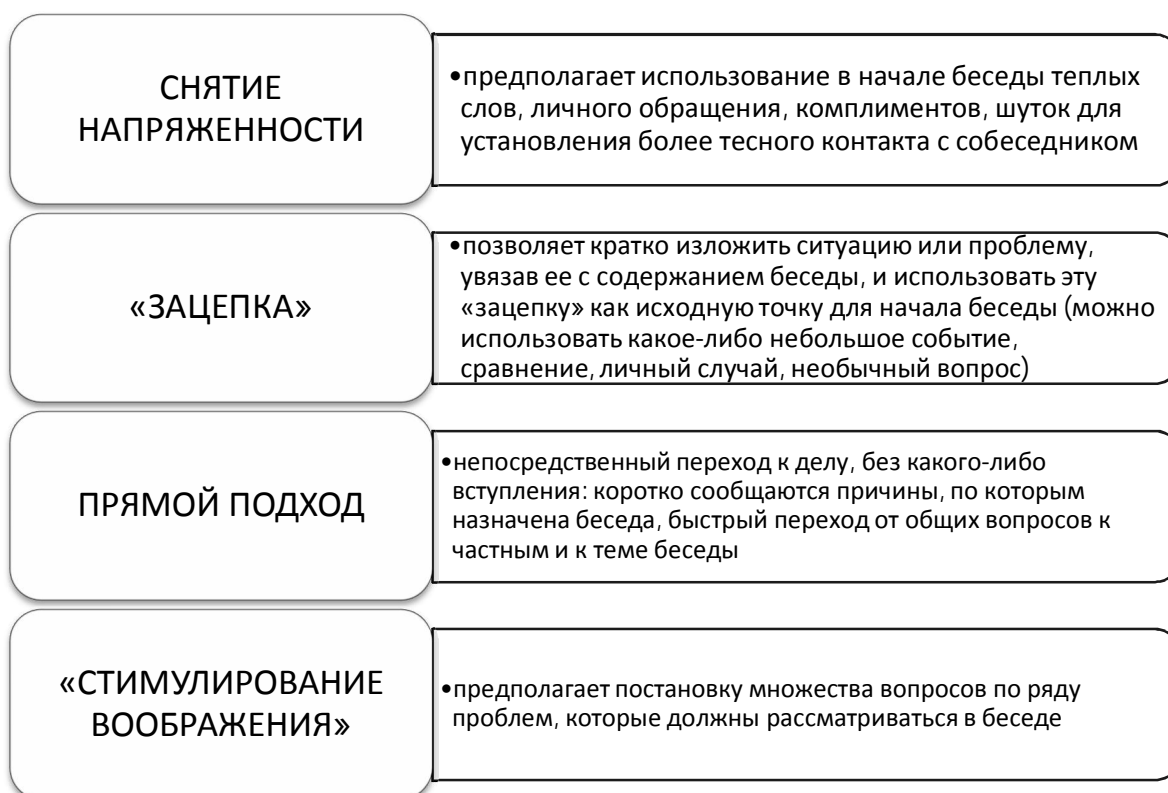 СНЯТИЕ
НАПРЯЖЕННОСТИ
•предполагает использование в начале беседы теплых
слов, личного обращения, комплиментов, шуток для
установления более тесного контакта с собеседником
«ЗАЦЕПКА»
•позволяет кратко изложить ситуацию или проблему,
увязав ее с содержанием беседы, и использовать эту
«зацепку» как исходную точку для начала беседы (можно
использовать какое-либо небольшое событие,
сравнение, личный случай, необычный вопрос)
ПРЯМОЙ ПОДХОД
•непосредственный переход к делу, без какого-либо
вступления: коротко сообщаются причины, по которым
назначена беседа, быстрый переход от общих вопросов к
частным и к теме беседы
«СТИМУЛИРОВАНИЕ
ВООБРАЖЕНИЯ»
•предполагает постановку множества вопросов по ряду
проблем, которые должны рассматриваться в беседе